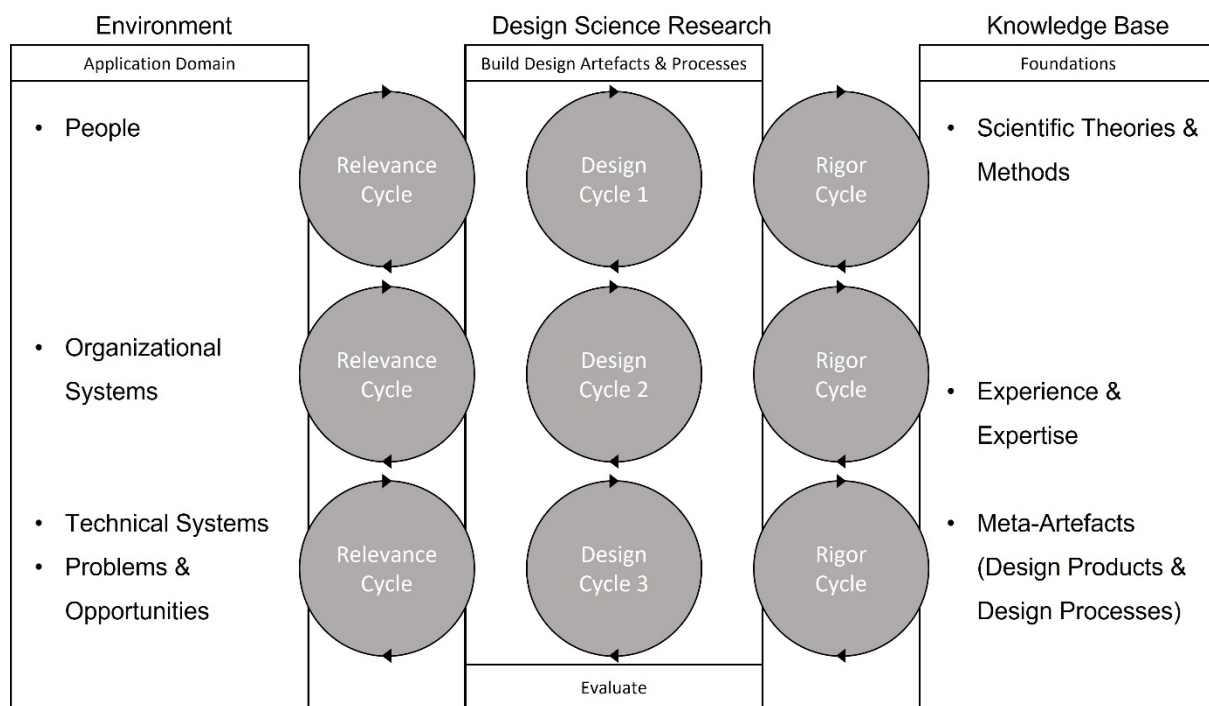 Environment
Design Science Research
Knowledge Base
Application Domain
Build Design Artefacts & Processes
Foundations
• People
Relevance
Cycle
Design
Cycle 1
Rigor
Cycle
• Scientific Theories &
Methods
• Organizational
Systems
Relevance
Cycle
Design
Cycle 2
Rigor
Cycle
• Experience &
Expertise
• Technical Systems
• Problems &
Opportunities
Relevance
Cycle
Design
Cycle 3
Rigor
Cycle
• Meta-Artefacts
(Design Products &
Design Processes)
Evaluate